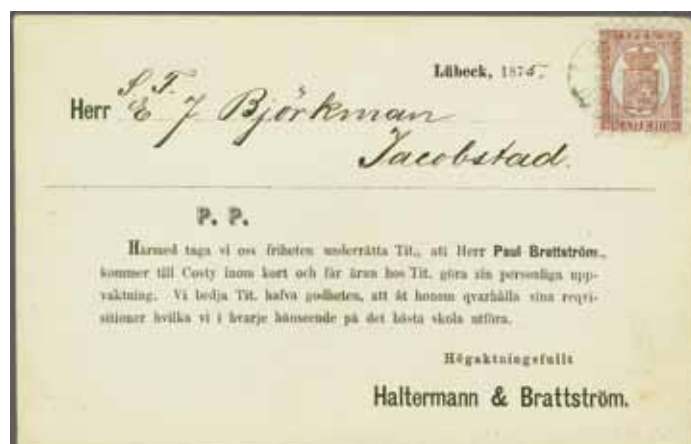 Lübeck, 1875.
S. T.
Herr E J Björkman
Jacobstad.
P. P.
Härmed taga vi oss friheten underrätta Tit., att Herr Paul Brattström,
kommer till Costy inom kort och får äran hos Tit. göra sin personliga upp-
vaktning. Vi bedja Tit. hafva godheten, att åt honom qvarhålla sina reqvi-
sitioner hvilka vi i hvarje hänseende på det bästa skola utföra.
Högaktningsfullt
Haltermann & Brattström.